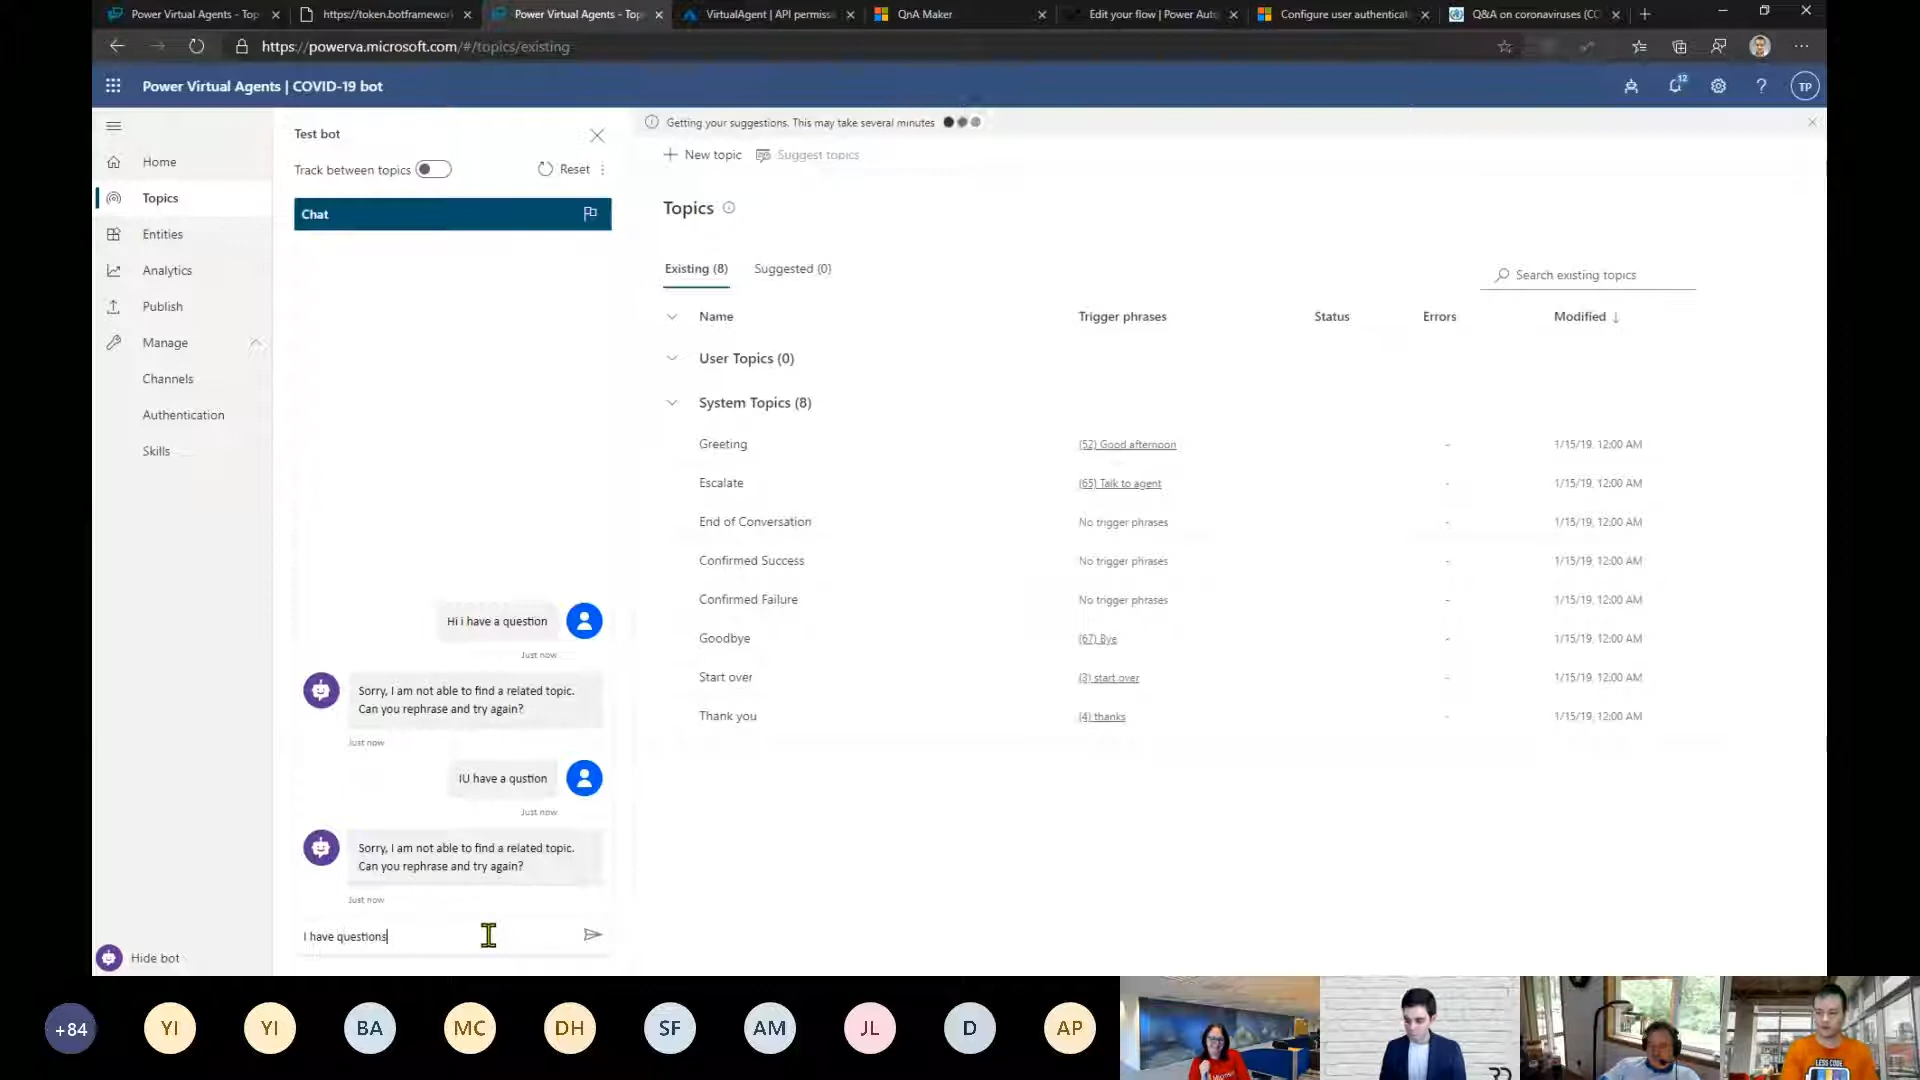 Power Virtual Agents - Top
https://token.botframewor
Power Virtual Agents - Top
VirtualAgent | API permiss
QnA Maker
Edit your flow | Power Aut
Configure user authenticat
Q&A on coronaviruses (CC
https://powerva.microsoft.com/#/topics/existing
Power Virtual Agents | COVID-19 bot
12
TP
Home
Topics
Entities
Analytics
Publish
Manage
Channels
Authentication
Skills
Hide bot
Test bot
Track between topics
Reset
Chat
Hi i have a question
Just now
Sorry, I am not able to find a related topic.
Can you rephrase and try again?
Just now
IU have a qustion
Just now
Sorry, I am not able to find a related topic.
Can you rephrase and try again?
Just now
I have questions
Getting your suggestions. This may take several minutes
New topic
Suggest topics
Topics
Existing (8)
Suggested (0)
Search existing topics
Name Trigger phrases Status Errors Modified ↓
User Topics (0)
System Topics (8)
Greeting (52) Good afternoon - 1/15/19, 12:00 AM
Escalate (65) Talk to agent - 1/15/19, 12:00 AM
End of Conversation No trigger phrases - 1/15/19, 12:00 AM
Confirmed Success No trigger phrases - 1/15/19, 12:00 AM
Confirmed Failure No trigger phrases - 1/15/19, 12:00 AM
Goodbye (67) Bye - 1/15/19, 12:00 AM
Start over (3) start over - 1/15/19, 12:00 AM
Thank you (4) thanks - 1/15/19, 12:00 AM
+84
YI
YI
BA
MC
DH
SF
AM
JL
D
AP
LESS CODE